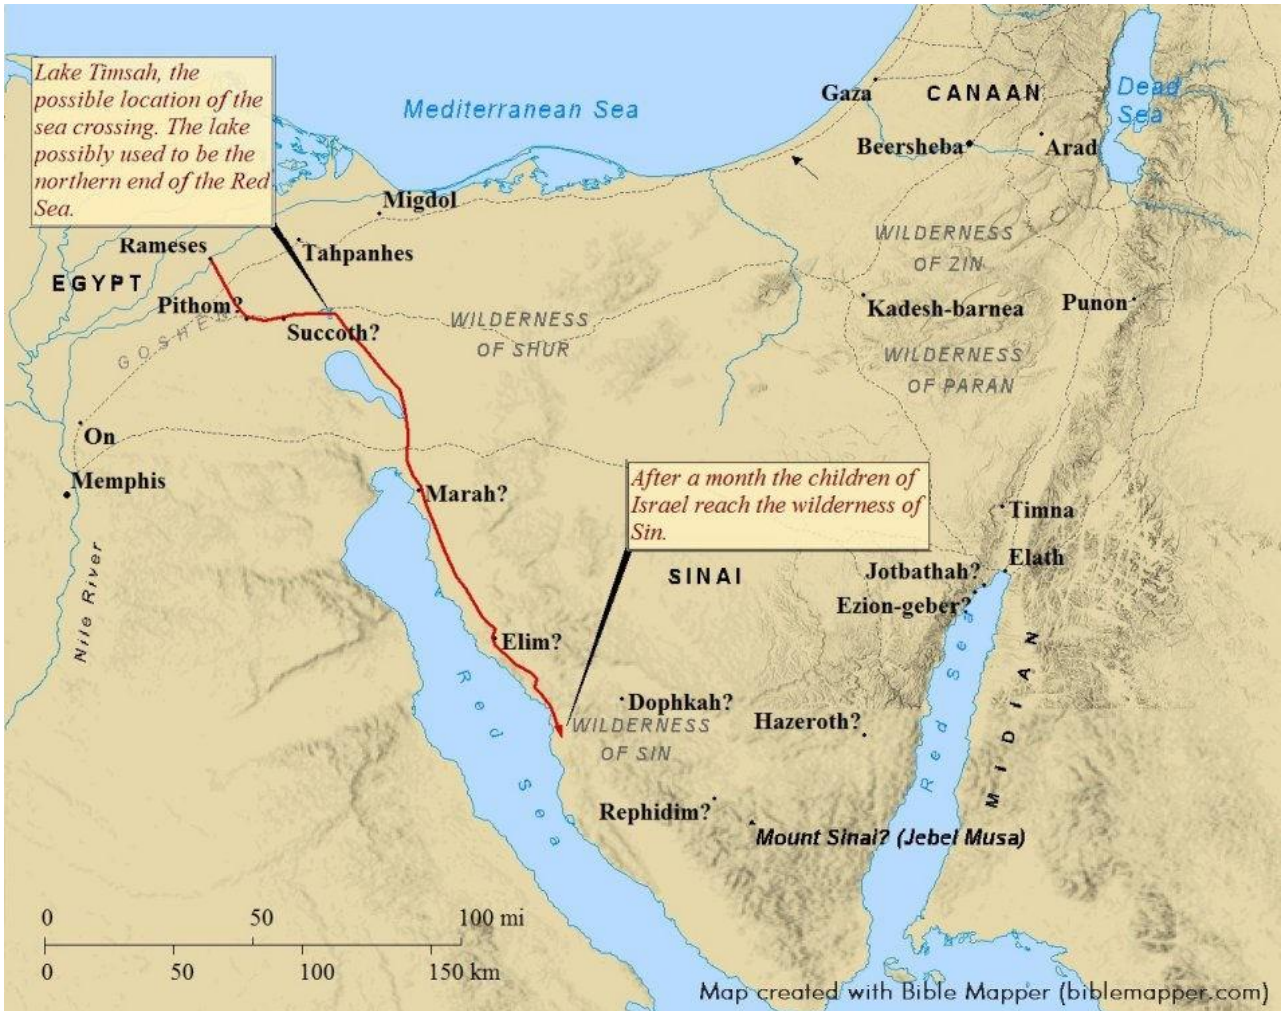 Lake Timsah, the
possible location of the
sea crossing. The lake
possibly used to be the
northern end of the Red
Sea.
Mediterranean Sea
Gaza
CANAAN
Dead
Sea
Beersheba
Arad
Migdol
Rameses
Tahpanhes
WILDERNESS
OF ZIN
EGYPT
Pithom?
Kadesh-barnea
Punon
GOSHEN
Succoth?
WILDERNESS
OF SHUR
WILDERNESS
OF PARAN
On
Memphis
Marah?
After a month the children of
Israel reach the wilderness of
Sin.
Timna
Elath
Jotbathah?
Ezion-geber?
SINAI
Nile River
Elim?
Red Sea
Red Sea
MIDIAN
Dophkah?
Hazeroth?
WILDERNESS
OF SIN
Rephidim?
Mount Sinai? (Jebel Musa)
0 50 100 mi
0 50 100 150 km
Map created with Bible Mapper (biblemapper.com)